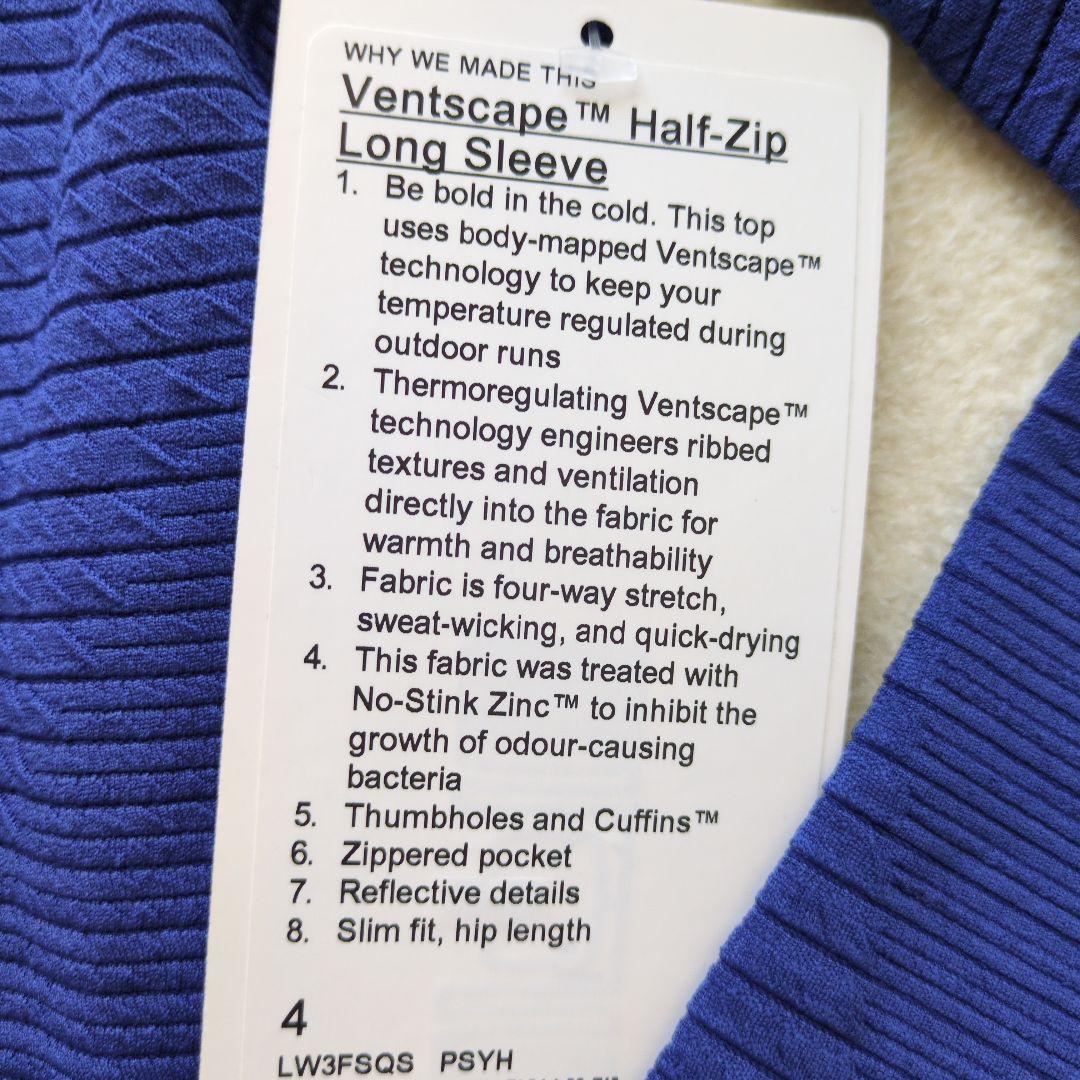 WHY WE MADE THIS
Ventscape™ Half-Zip
Long Sleeve
1. Be bold in the cold. This top
uses body-mapped Ventscape™
technology to keep your
temperature regulated during
outdoor runs
2. Thermoregulating Ventscape™
technology engineers ribbed
textures and ventilation
directly into the fabric for
warmth and breathability
3. Fabric is four-way stretch,
sweat-wicking, and quick-drying
4. This fabric was treated with
No-Stink Zinc™ to inhibit the
growth of odour-causing
bacteria
5. Thumbholes and Cuffins™
6. Zippered pocket
7. Reflective details
8. Slim fit, hip length
4
LW3FSQS PSYH